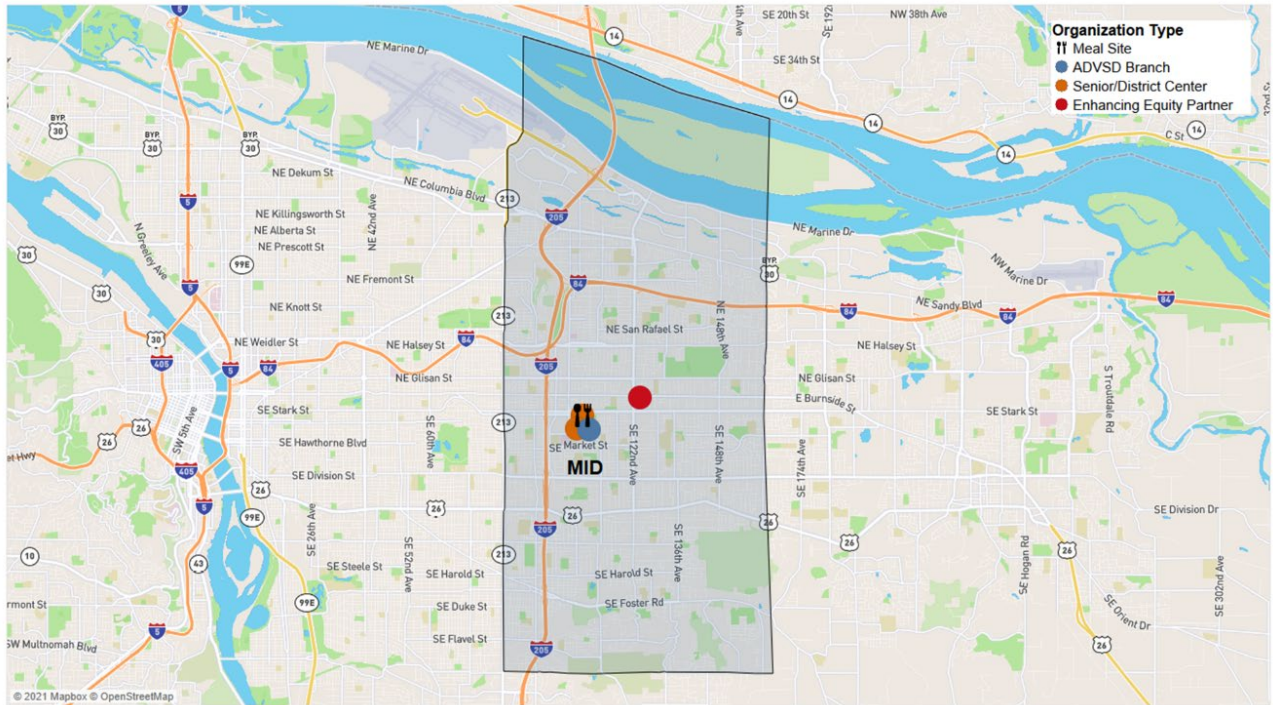 Organization Type
Meal Site
ADVSD Branch
Senior/District Center
Enhancing Equity Partner
5
SE 20th St
NW 38th Ave
14
NE Marine Dr
SE 34th St
14
14
C St
14
14
BYP.
30
BYP.
30
BYP.
30
NE Dekum St
NE Columbia Blvd
213
5
NE 42nd Ave
NE Killingsworth St
NE Alberta St
NE Prescott St
205
N Greeley Ave
NE Marine Dr
30
99E
BYP.
30
NW Marine Dr
NE Fremont St
30
5
84
84
NE Sandy Blvd
84
84
NE Knott St
213
NE San Rafael St
NE 148th Ave
30
NE Weidler St
84
NE Halsey St
NE Halsey St
405
5
84
205
NE Glisan St
NE Glisan St
S Troutdale Rd
E Burnside St
SE Stark St
SE Stark St
SW 5th Ave
26
26
213
SE Hawthorne Blvd
SE 60th Ave
SE Market St
SE 122nd Ave
SE 148th Ave
SE 174th Ave
MID
405
SE Division St
26
5
99E
26
26
26
26
26
SE Division Dr
SE 26th Ave
205
SE 136th Ave
SE Hogan Rd
10
43
SE 52nd Ave
213
SE Steele St
SE Harold St
SE Harold St
SE 302nd Ave
99E
SE Duke St
SE Foster Rd
SE Orient Dr
5
SE Flavel St
205
26
SW Multnomah Blvd
© 2021 Mapbox © OpenStreetMap